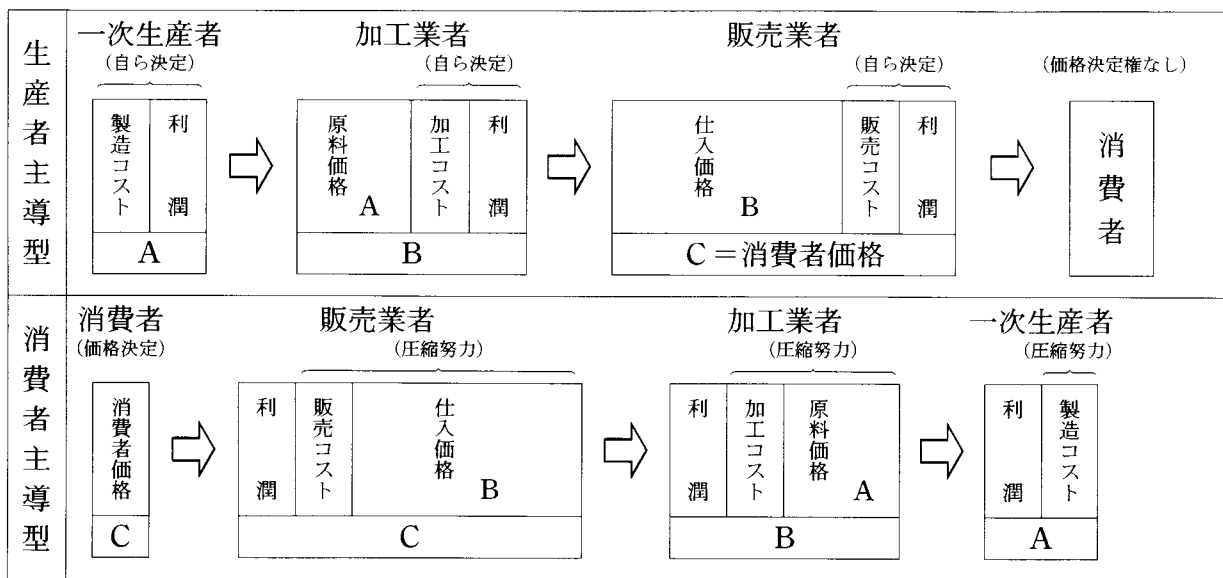 生産者主導型
一次生産者
(自ら決定)
製造コスト
利潤
A
加工業者
(自ら決定)
原料価格
A
加工コスト
利潤
B
販売業者
(自ら決定)
仕入価格
B
販売コスト
利潤
C=消費者価格
(価格決定権なし)
消費者
消費者主導型
消費者
(価格決定)
消費者価格
C
販売業者
(圧縮努力)
利潤
販売コスト
仕入価格
B
C
加工業者
(圧縮努力)
利潤
加工コスト
原料価格
A
B
一次生産者
(圧縮努力)
利潤
製造コスト
A